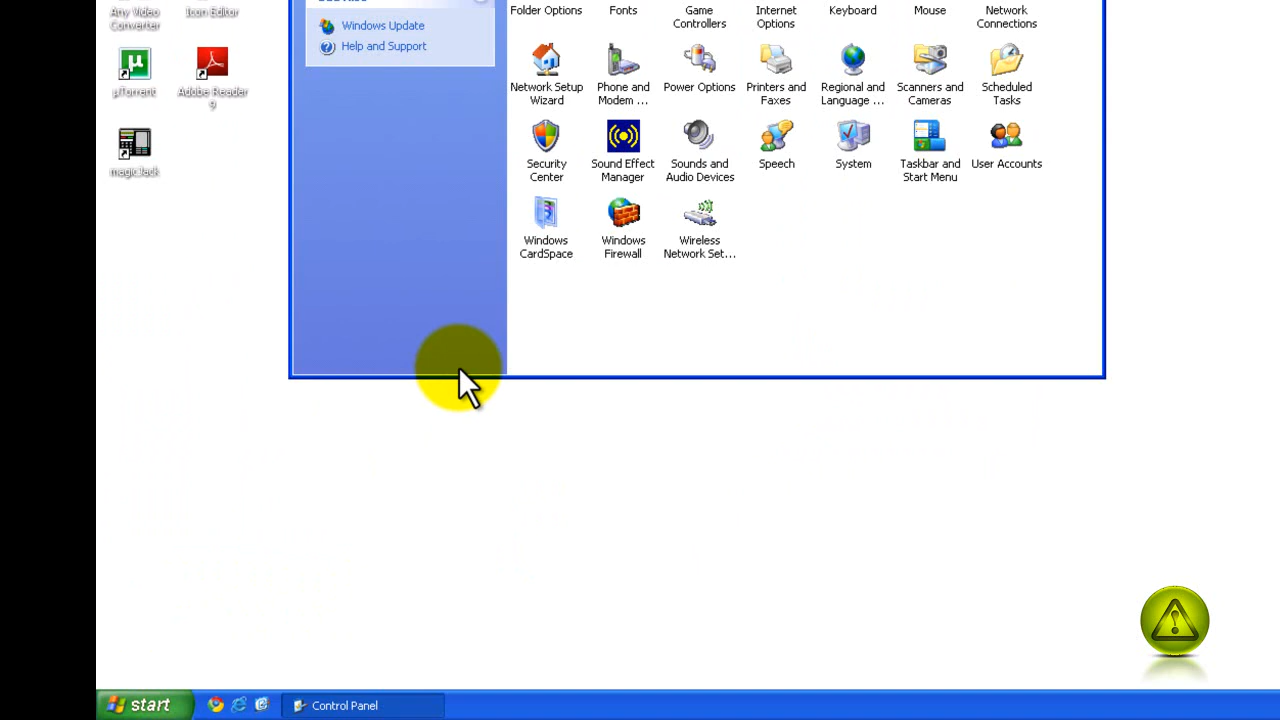 Any Video
Converter
Icon Editor
µTorrent
Adobe Reader
9
magicJack
Windows Update
Help and Support
Folder Options
Fonts
Game
Controllers
Internet
Options
Keyboard
Mouse
Network
Connections
Network Setup
Wizard
Phone and
Modem ...
Power Options
Printers and
Faxes
Regional and
Language ...
Scanners and
Cameras
Scheduled
Tasks
Security
Center
Sound Effect
Manager
Sounds and
Audio Devices
Speech
System
Taskbar and
Start Menu
User Accounts
Windows
CardSpace
Windows
Firewall
Wireless
Network Set...
start
Control Panel